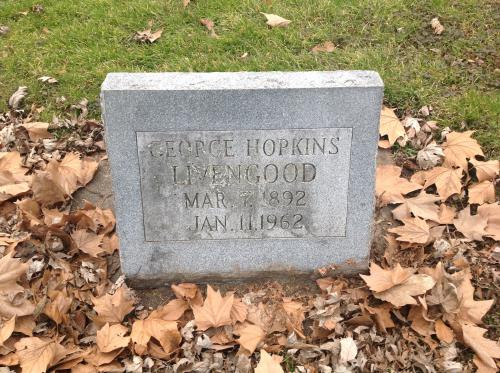 GEORGE HOPKINS
LIVENGOOD
MAR. 7, 1892
JAN. 11, 1962